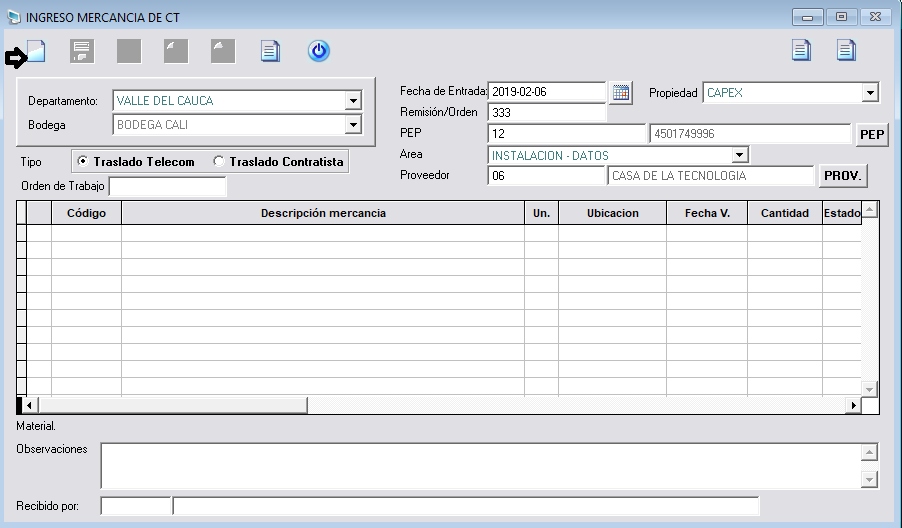 INGRESO MERCANCIA DE CT
Departamento: VALLE DEL CAUCA
Bodega BODEGA CALI
Fecha de Entrada: 2019-02-06 Propiedad CAPEX
Remisión/Orden 333
PEP 12 4501749996 PEP
Area INSTALACION - DATOS
Proveedor 06 CASA DE LA TECNOLOGIA PROV.
Tipo Traslado Telecom Traslado Contratista
Orden de Trabajo
Código Descripción mercancia Un. Ubicacion Fecha V. Cantidad Estado
Material.
Observaciones
Recibido por: